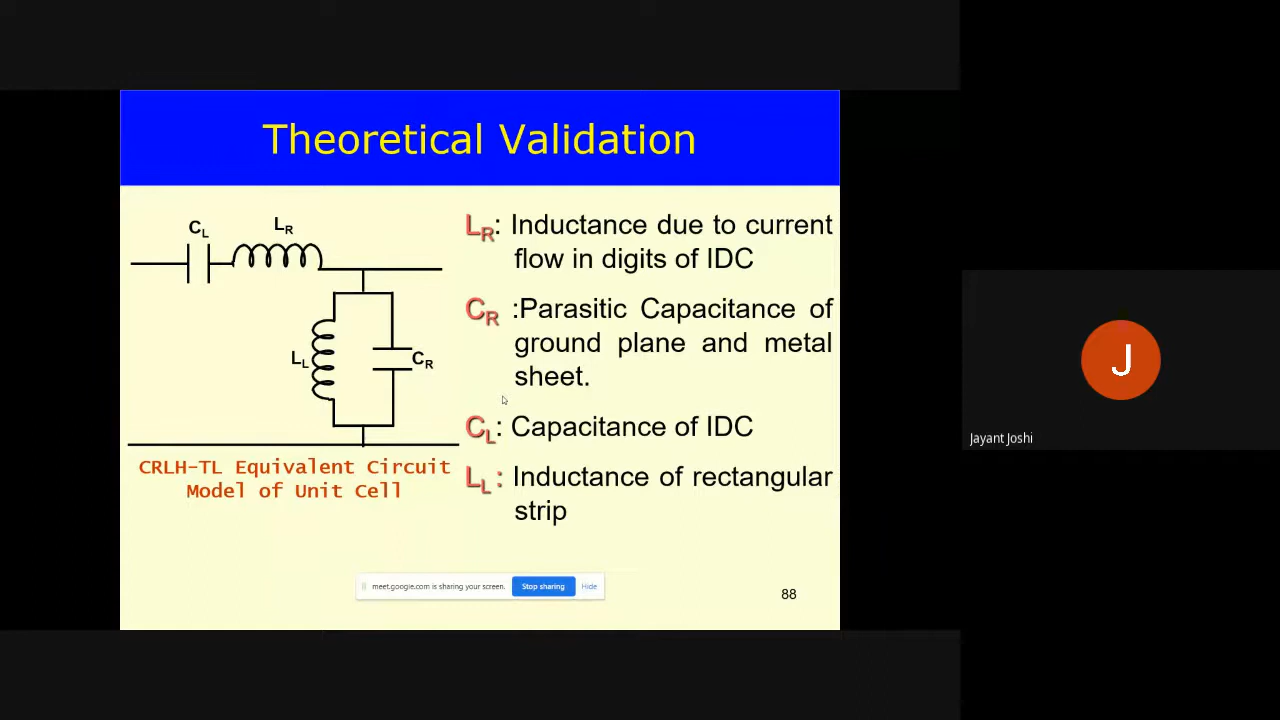 Theoretical Validation
CL
LR
LL
CR
CRLH-TL Equivalent Circuit
Model of Unit Cell
LR: Inductance due to current
flow in digits of IDC
CR :Parasitic Capacitance of
ground plane and metal
sheet.
CL: Capacitance of IDC
LL: Inductance of rectangular
strip
meet.google.com is sharing your screen. Stop sharing Hide
88
J
Jayant Joshi